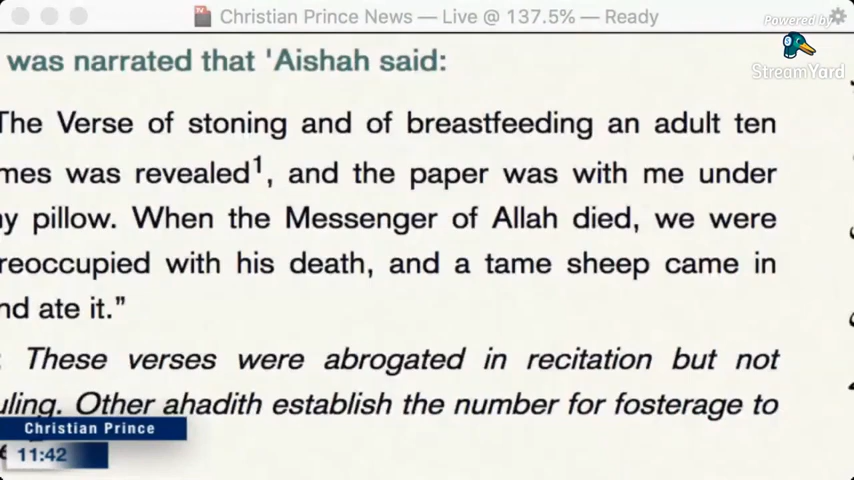 Christian Prince News — Live @ 137.5% — Ready
Powered by
StreamYard
was narrated that 'Aishah said:
The Verse of stoning and of breastfeeding an adult ten
mes was revealed1, and the paper was with me under
y pillow. When the Messenger of Allah died, we were
reoccupied with his death, and a tame sheep came in
nd ate it.”
These verses were abrogated in recitation but not
uling. Other ahadith establish the number for fosterage to
Christian Prince
11:42